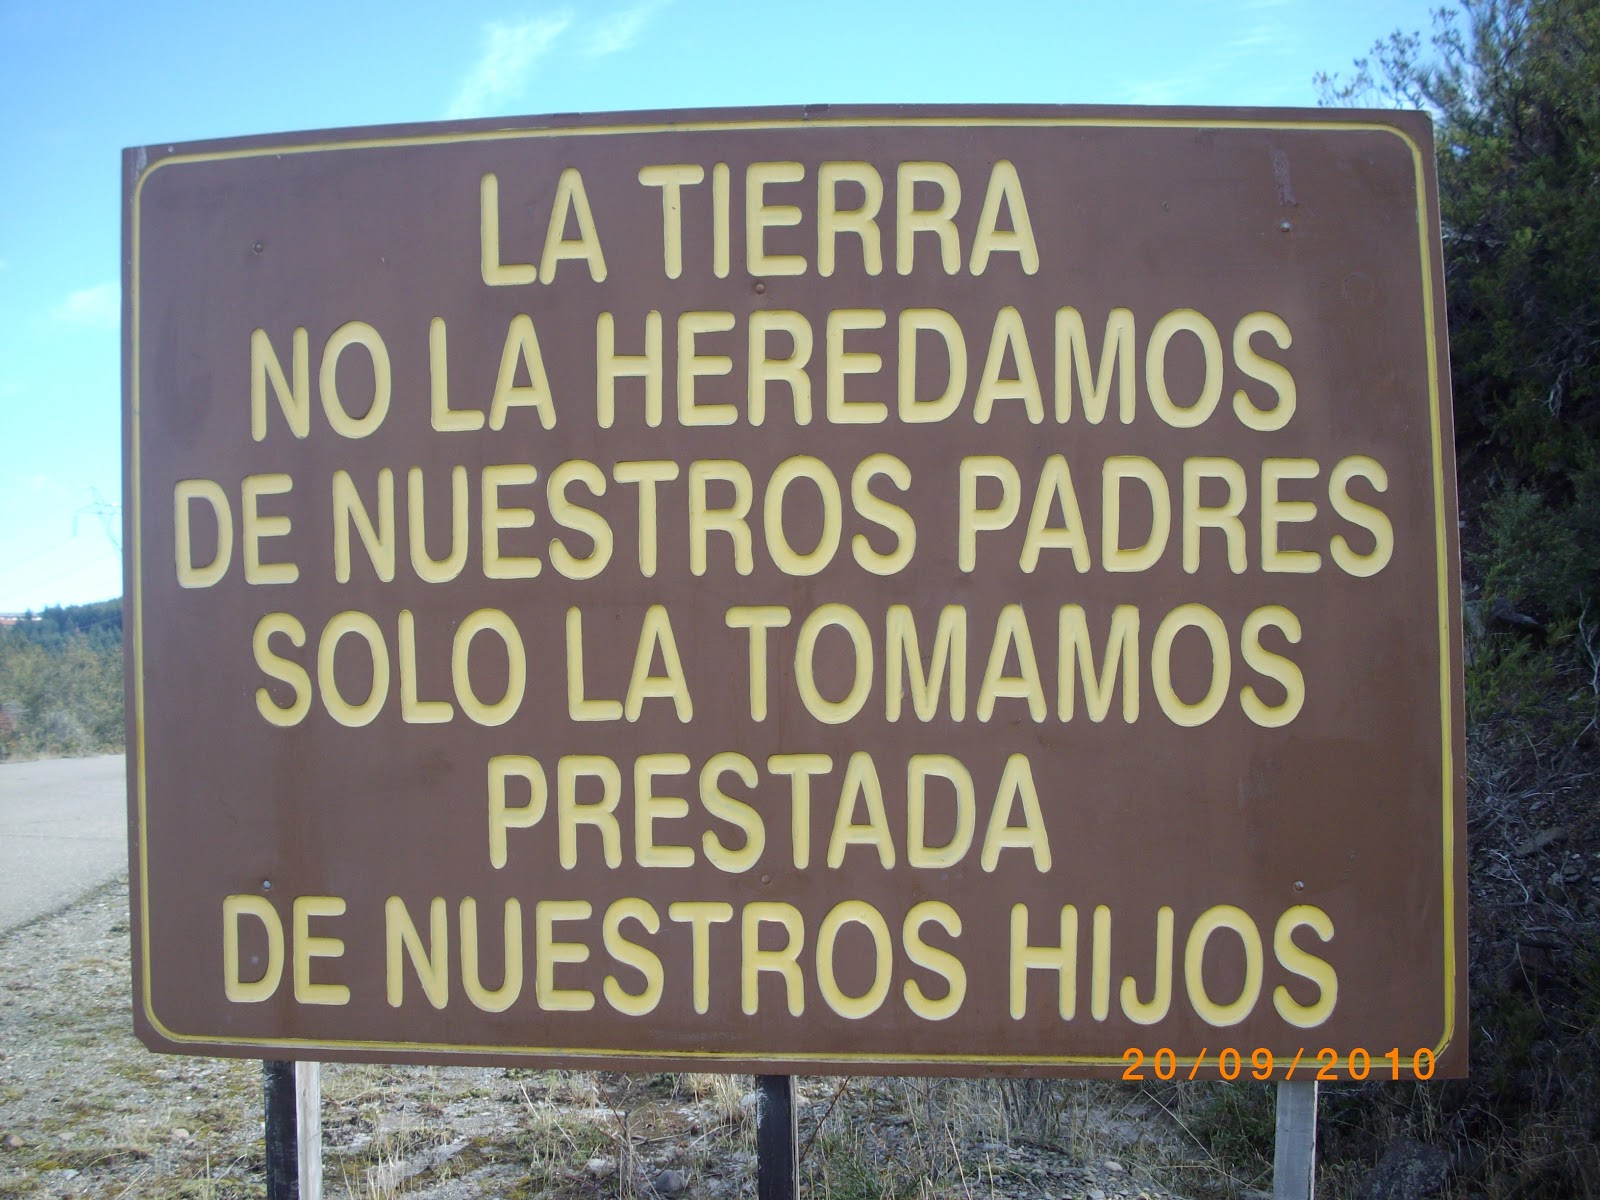 LA TIERRA
NO LA HEREDAMOS
DE NUESTROS PADRES
SOLO LA TOMAMOS
PRESTADA
DE NUESTROS HIJOS
20/09/2010